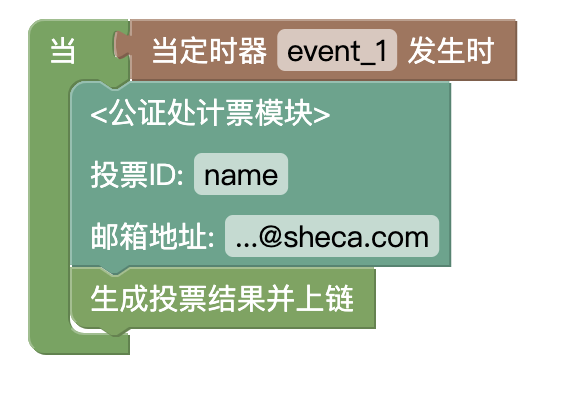 当 当定时器 event_1 发生时
<公证处计票模块>
投票ID: name
邮箱地址: ...@sheca.com
生成投票结果并上链